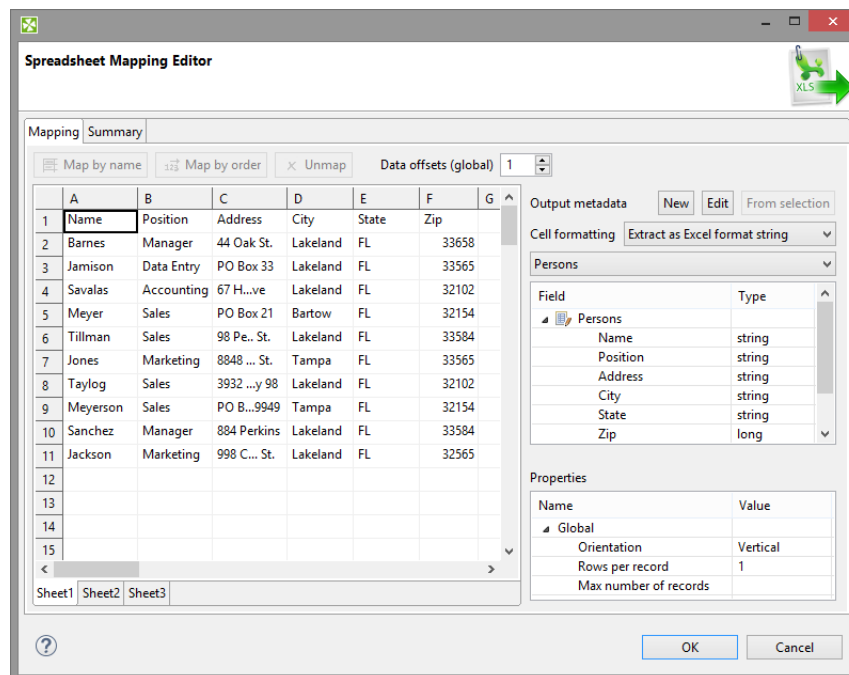 Spreadsheet Mapping Editor
XLS
Mapping Summary
Map by name 123 Map by order Unmap Data offsets (global) 1
A B C D E F G
1 Name Position Address City State Zip
2 Barnes Manager 44 Oak St. Lakeland FL 33658
3 Jamison Data Entry PO Box 33 Lakeland FL 33565
4 Savalas Accounting 67 H...ve Lakeland FL 32102
5 Meyer Sales PO Box 21 Bartow FL 32154
6 Tillman Sales 98 Pe.. St. Lakeland FL 33584
7 Jones Marketing 8848 ... St. Tampa FL 33565
8 Taylog Sales 3932 ...y 98 Lakeland FL 32102
9 Meyerson Sales PO B...9949 Tampa FL 32154
10 Sanchez Manager 884 Perkins Lakeland FL 33584
11 Jackson Marketing 998 C... St. Lakeland FL 32565
12
13
14
15
Sheet1 Sheet2 Sheet3
Output metadata New Edit From selection
Cell formatting Extract as Excel format string
Persons
Field Type
Persons
Name string
Position string
Address string
City string
State string
Zip long
Properties
Name Value
Global
Orientation Vertical
Rows per record 1
Max number of records
? OK Cancel